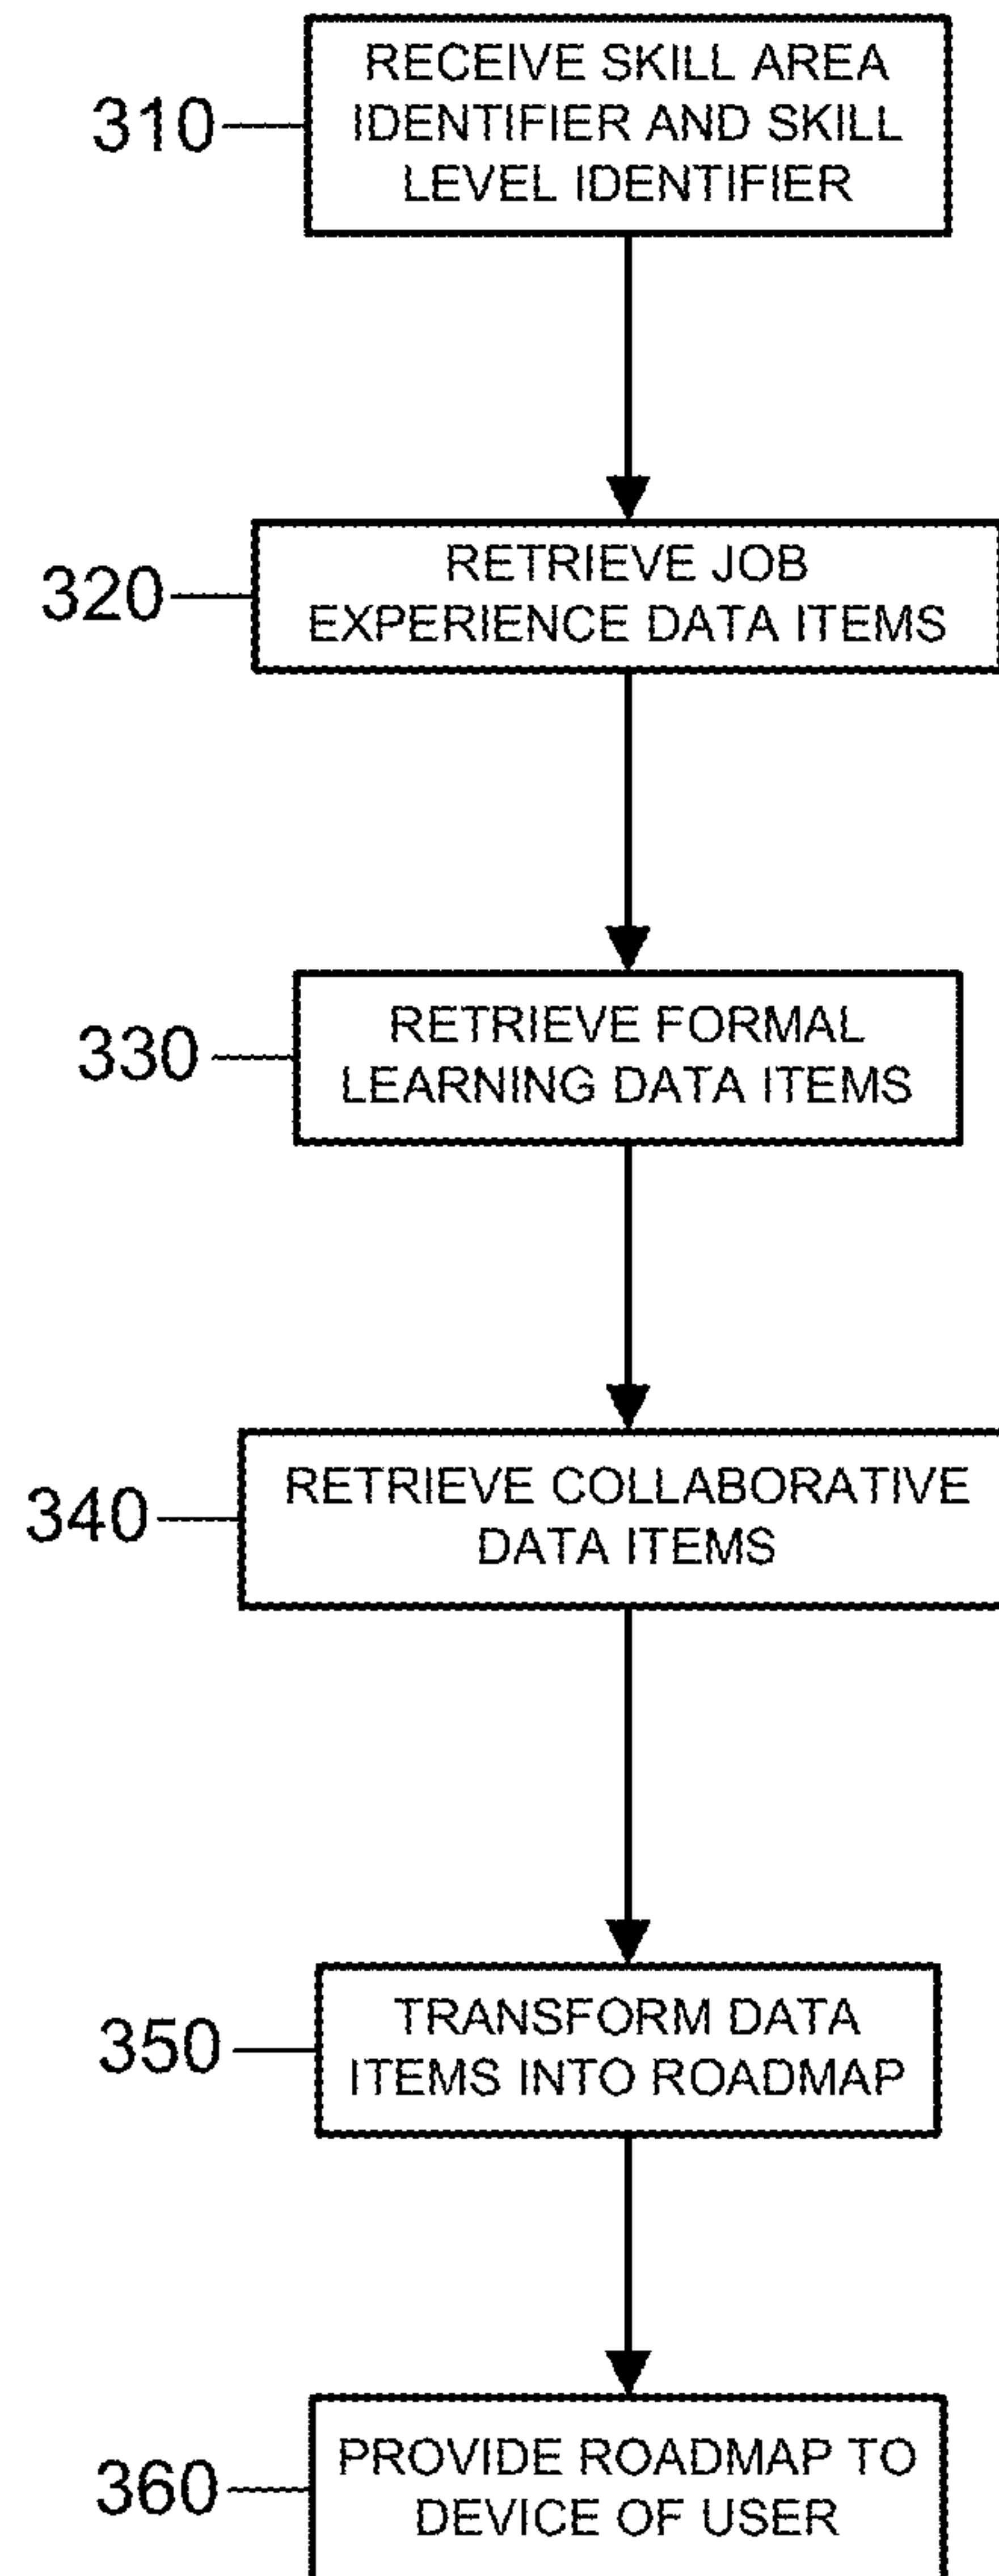 RECEIVE SKILL AREA
310
IDENTIFIER AND SKILL
LEVEL IDENTIFIER
RETRIEVE JOB
320
EXPERIENCE DATA ITEMS
RETRIEVE FORMAL
330
LEARNING DATA ITEMS
RETRIEVE COLLABORATIVE
340
DATA ITEMS
TRANSFORM DATA
350
ITEMS INTO ROADMAP
PROVIDE ROADMAP TO
360
DEVICE OF USER